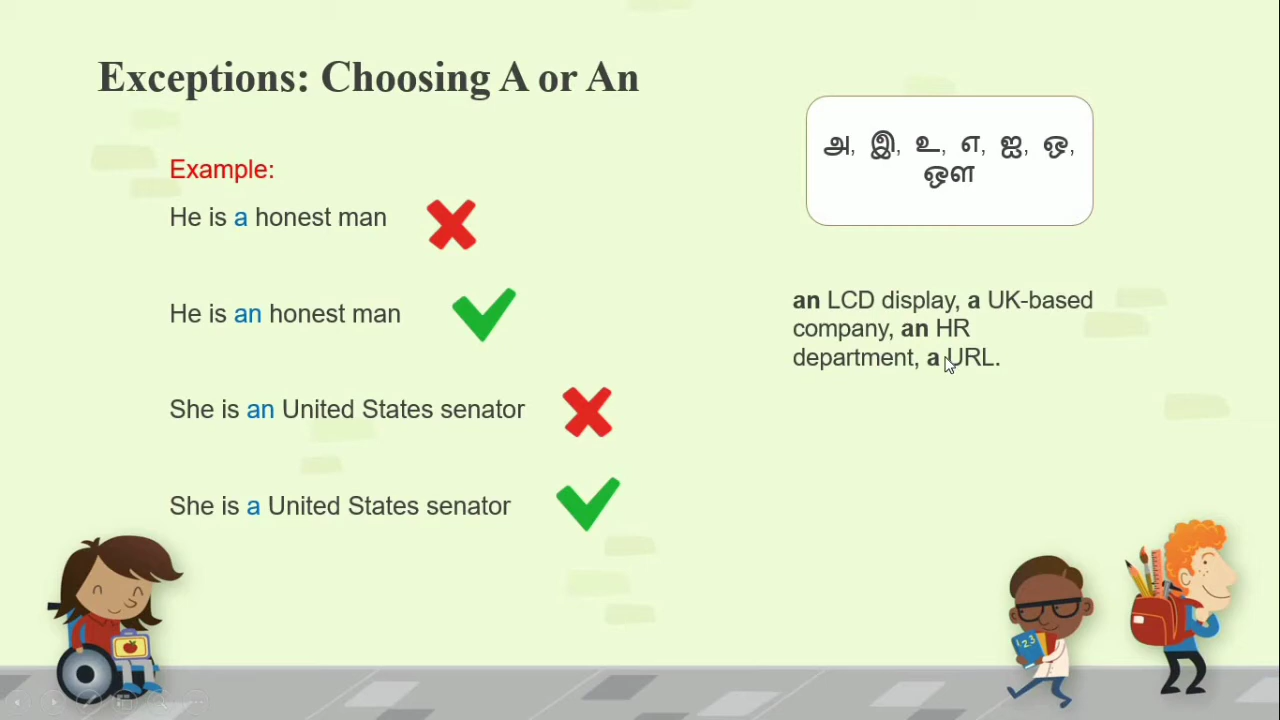 Exceptions: Choosing A or An
Example:
He is a honest man
He is an honest man
She is an United States senator
She is a United States senator
அ, இ, உ, எ, ஐ, ஒ,
ஔ
an LCD display, a UK-based
company, an HR
department, a URL.
123